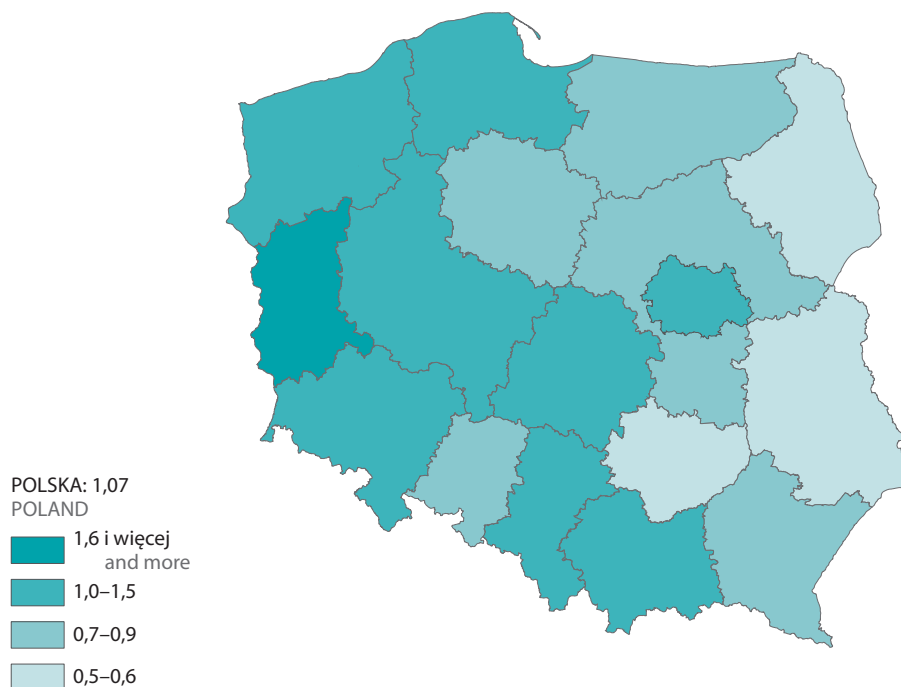 POLSKA: 1,07
POLAND
1,6 i więcej
and more
1,0–1,5
0,7–0,9
0,5–0,6